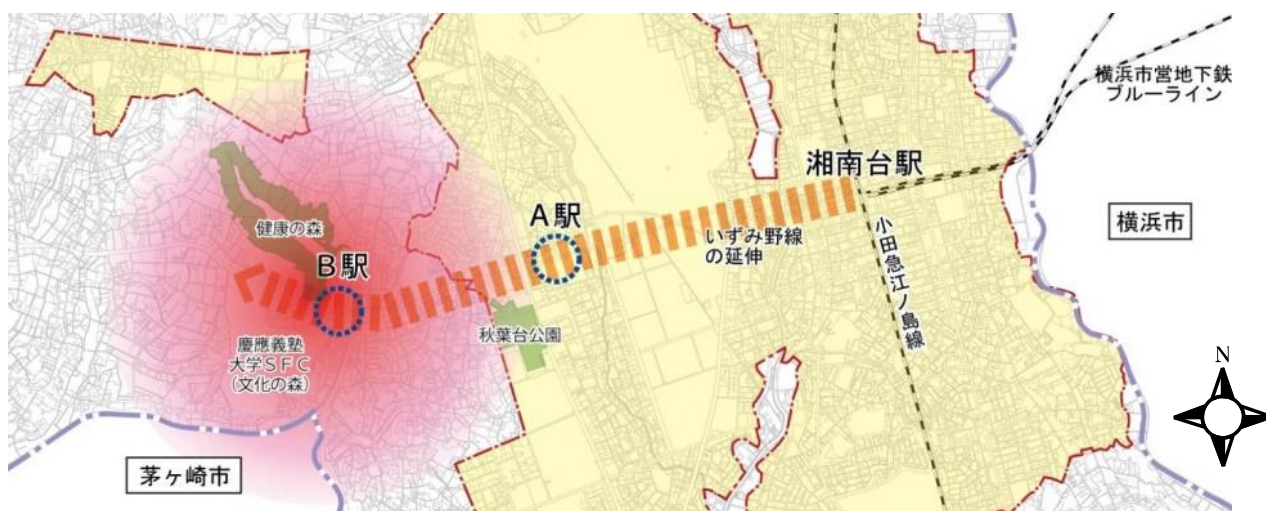 横浜市営地下鉄
ブルーライン
湘南台駅
A駅
横浜市
健康の森
いずみ野線
の延伸
小田急江ノ島線
B駅
秋葉台公園
慶應義塾
大学SFC
(文化の森)
茅ヶ崎市
N